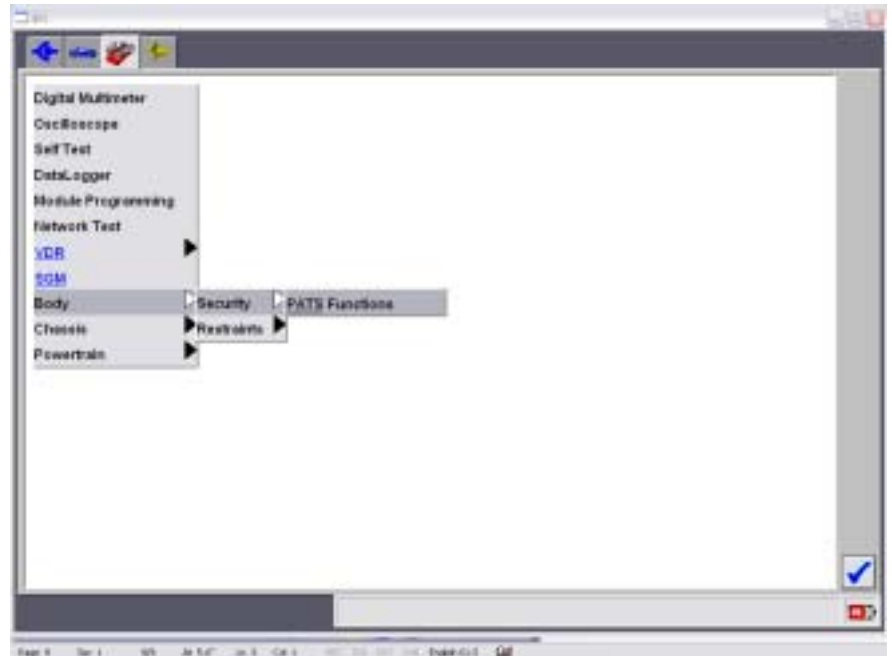 Digital Multimeter
Oscilloscope
Self Test
DataLogger
Module Programming
Network Test
VDR
SGM
Body
Security
PATS Functions
Chassis
Restraints
Powertrain